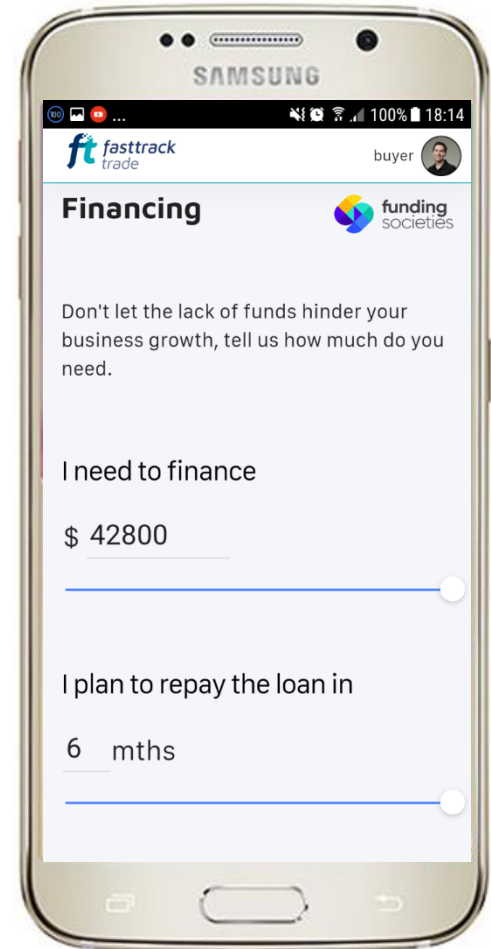 SAMSUNG
100 ... 100% 18:14
ft fasttrack trade
buyer
Financing
funding societies
Don't let the lack of funds hinder your
business growth, tell us how much do you
need.
I need to finance
$ 42800
I plan to repay the loan in
6 mths